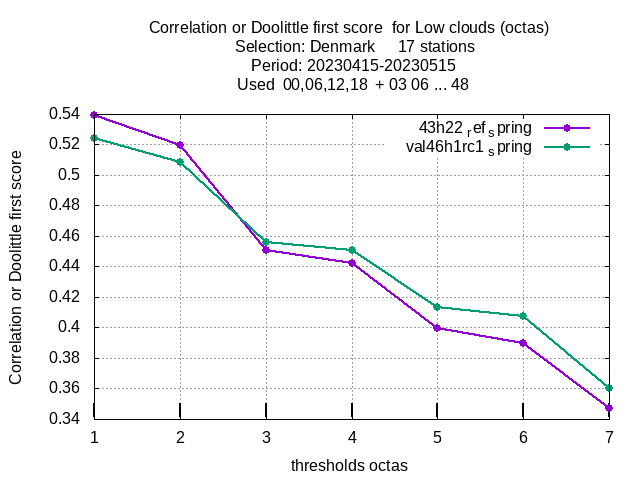 Correlation or Doolittle first score  for Low clouds (octas)
Selection: Denmark     17 stations
Period: 20230415-20230515
Used  00,06,12,18  + 03 06 ... 48
Correlation or Doolittle first score
0.54
0.52
0.5
0.48
0.46
0.44
0.42
0.4
0.38
0.36
0.34
43h22 ref spring
val46h1rc1 spring
1 2 3 4 5 6 7
thresholds octas